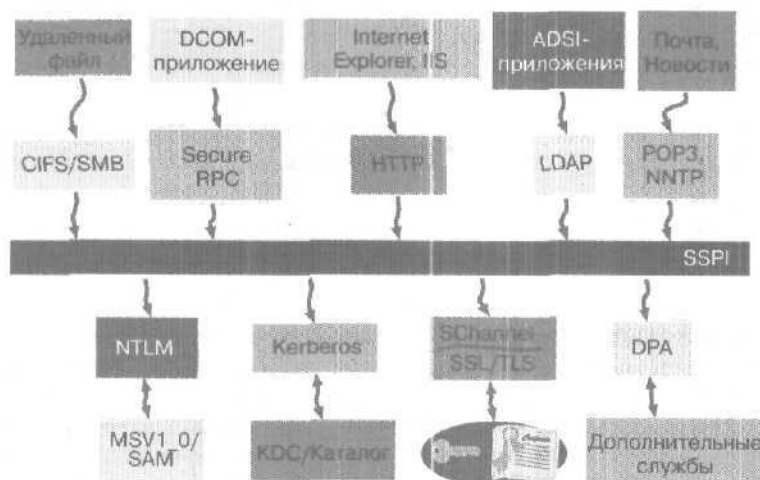 Удаленный
файл
DCOM-
приложение
Internet
Explorer, IIS
ADSI-
приложения
Почта,
Новости
CIFS/SMB
Secure
RPC
HTTP
LDAP
POP3,
NNTP
SSPI
NTLM
Kerberos
SChannel
SSL/TLS
DPA
MSV1_0/
SAM
KDC/Каталог
Дополнительные
службы